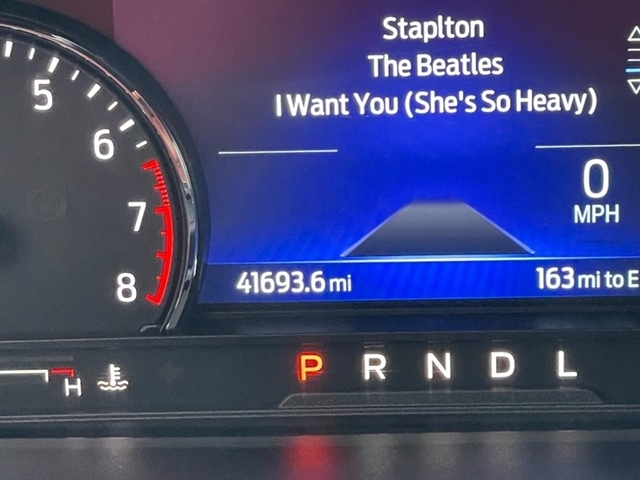 Staplton
The Beatles
I Want You (She's So Heavy)
5
6
7
8
0
MPH
41693.6 mi
163 mi to E
H
P R N D L